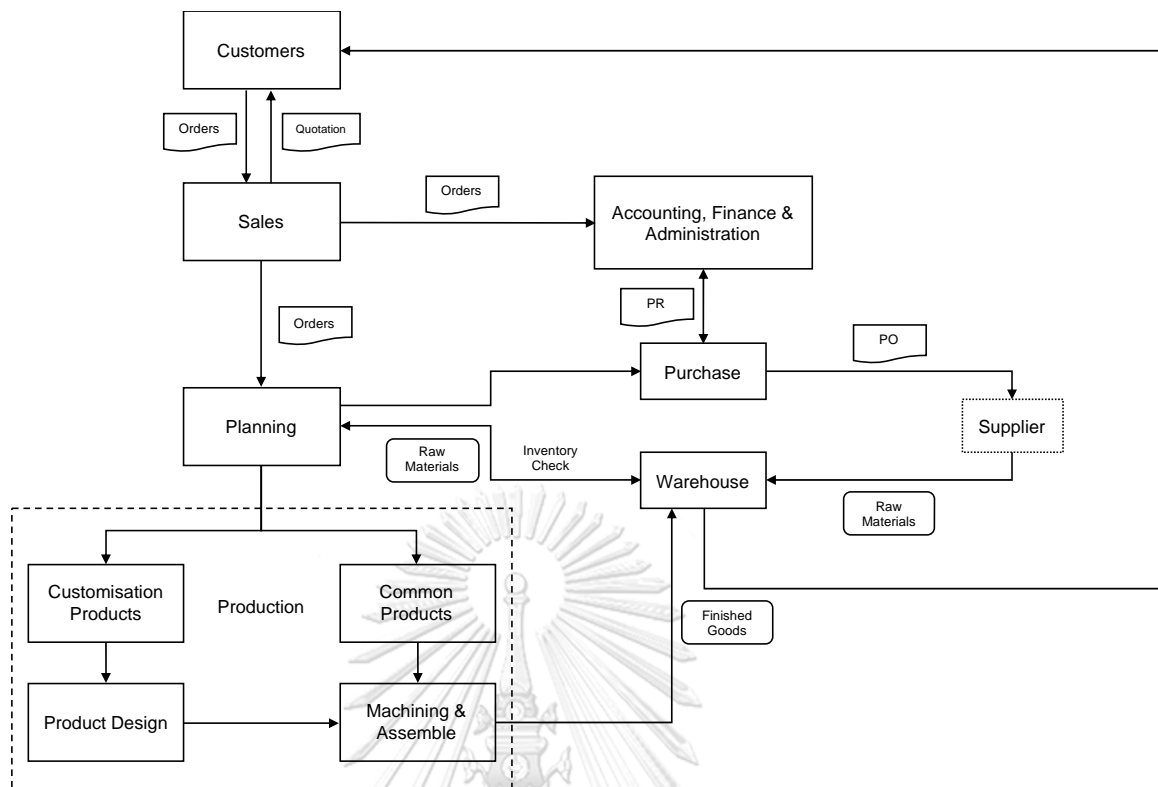 Customers
Orders
Quotation
Sales
Orders
Accounting, Finance &
Administration
PR
Orders
PO
Purchase
Planning
Supplier
Raw
Materials
Inventory
Check
Warehouse
Raw
Materials
Customisation
Products
Production
Common
Products
Finished
Goods
Product Design
Machining &
Assemble